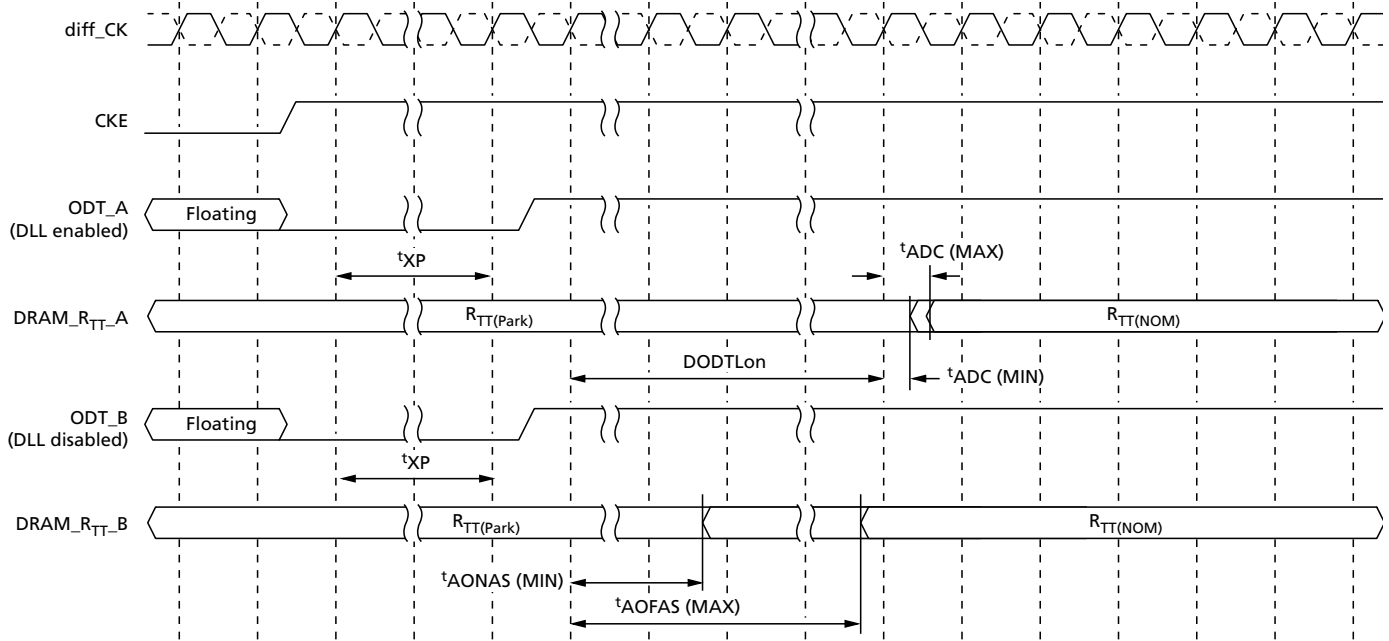 diff_CK
CKE
ODT_A
(DLL enabled)
Floating
tXP
tADC (MAX)
DRAM_RTT_A
RTT(Park)
RTT(NOM)
DODTLon
tADC (MIN)
ODT_B
(DLL disabled)
Floating
tXP
DRAM_RTT_B
RTT(Park)
RTT(NOM)
tAONAS (MIN)
tAOFAS (MAX)